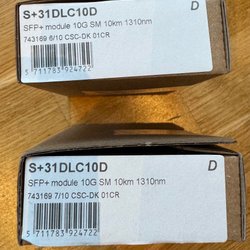 S+31DLC10D
D
SFP+ module 10G SM 10km 1310nm
743169 6/10 CSC-DK 01CR
5 711783 924722
S+31DLC10D
D
SFP+ module 10G SM 10km 1310nm
743169 7/10 CSC-DK 01CR
5 711783 924722